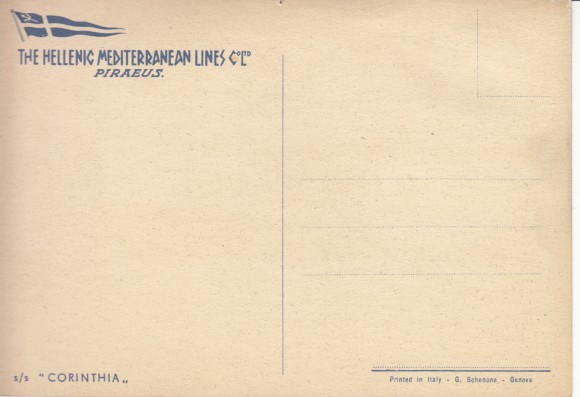 THE HELLENIC MEDITERRANEAN LINES Cº LTD
PIRAEUS.
s/s "CORINTHIA„
Printed in Italy - G. Schenone - Genova